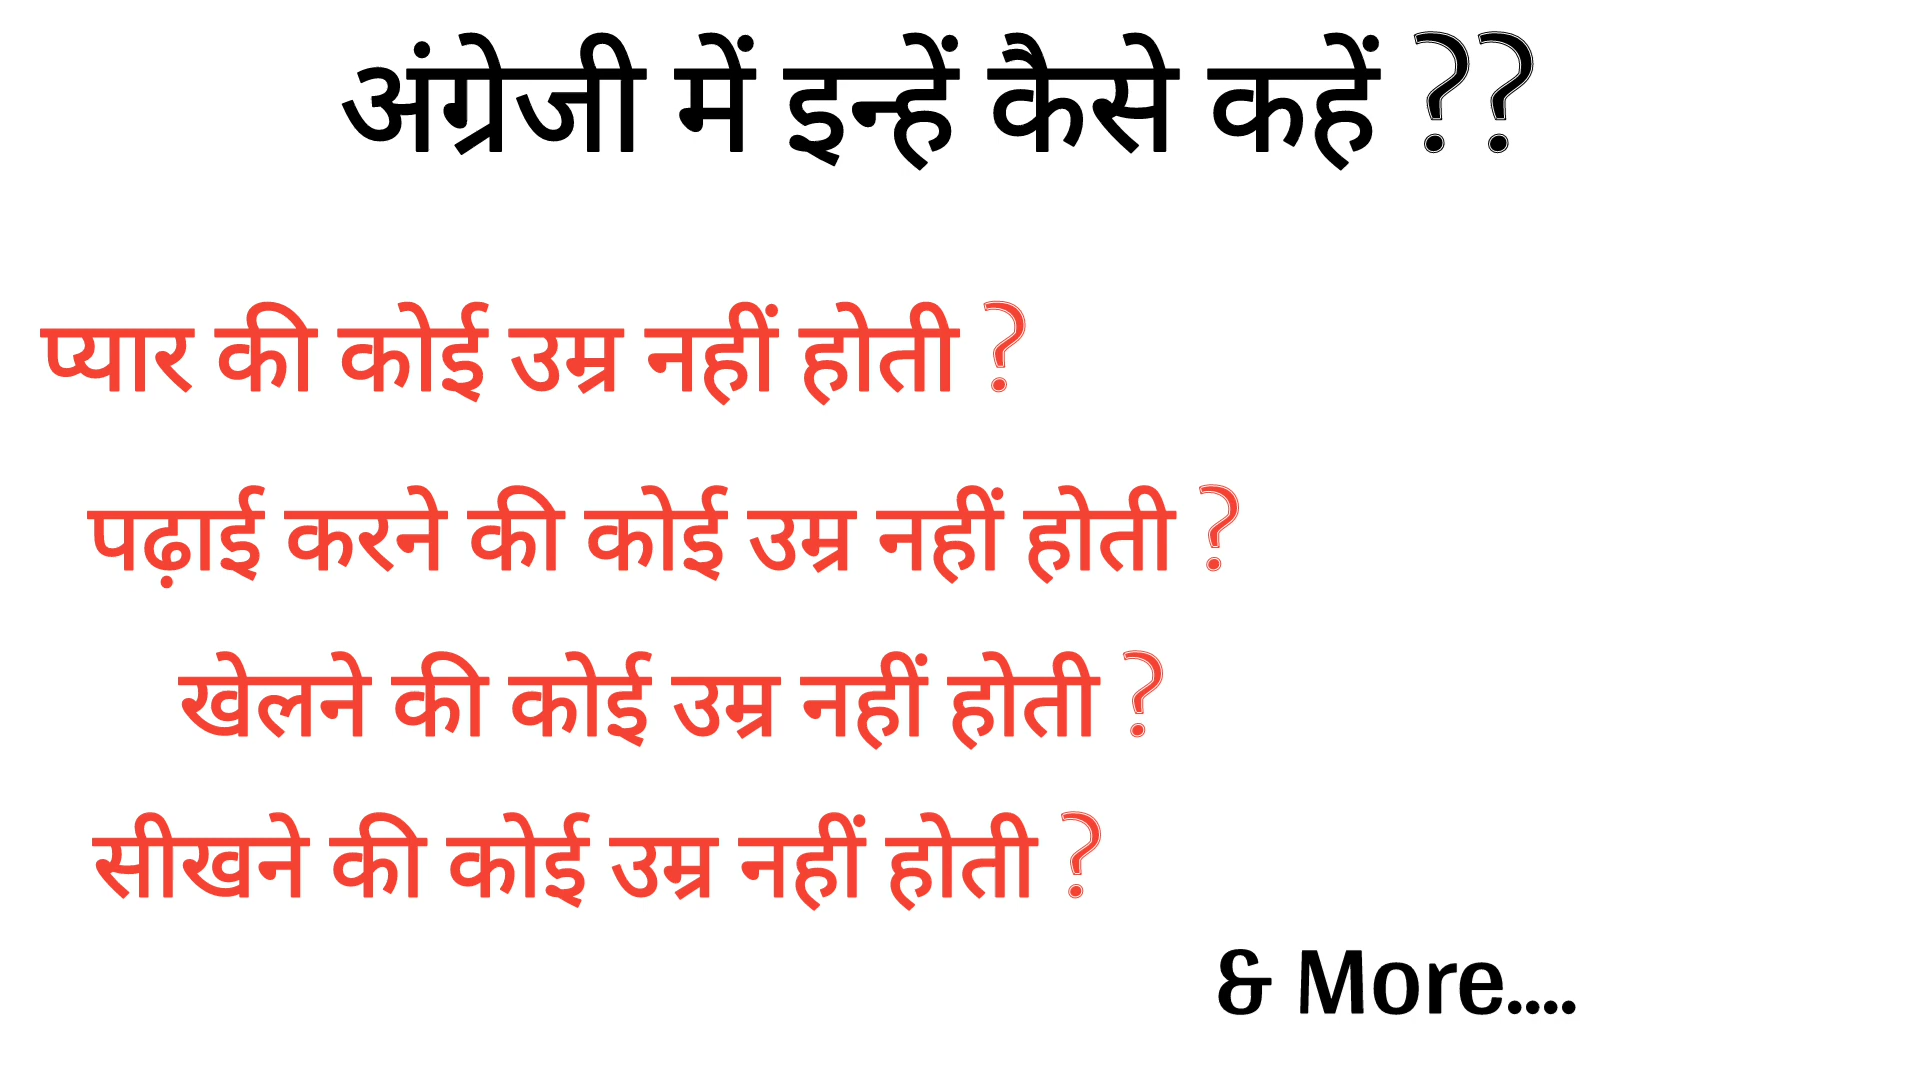 अंग्रेजी में इन्हें कैसे कहें ??
प्यार की कोई उम्र नहीं होती ?
पढ़ाई करने की कोई उम्र नहीं होती ?
खेलने की कोई उम्र नहीं होती ?
सीखने की कोई उम्र नहीं होती ?
& More....